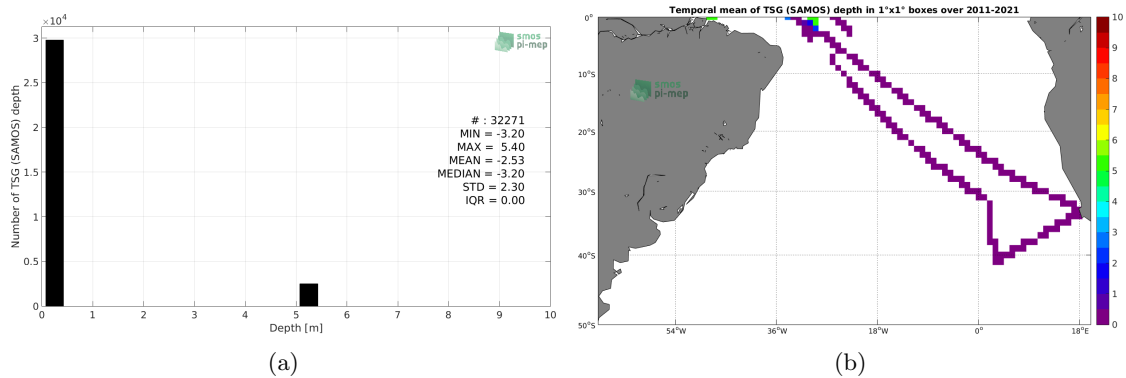 ×10⁴
3
2.5
2
1.5
1
0.5
0
0 1 2 3 4 5 6 7 8 9 10
Number of TSG (SAMOS) depth
Depth [m]
smos
pi-mep
# : 32271
MIN = -3.20
MAX = 5.40
MEAN = -2.53
MEDIAN = -3.20
STD = 2.30
IQR = 0.00
(a)
Temporal mean of TSG (SAMOS) depth in 1°x1° boxes over 2011-2021
0°
10°S
20°S
30°S
40°S
50°S
54°W 36°W 18°W 0° 18°E
smos
pi-mep
10
9
8
7
6
5
4
3
2
1
0
(b)